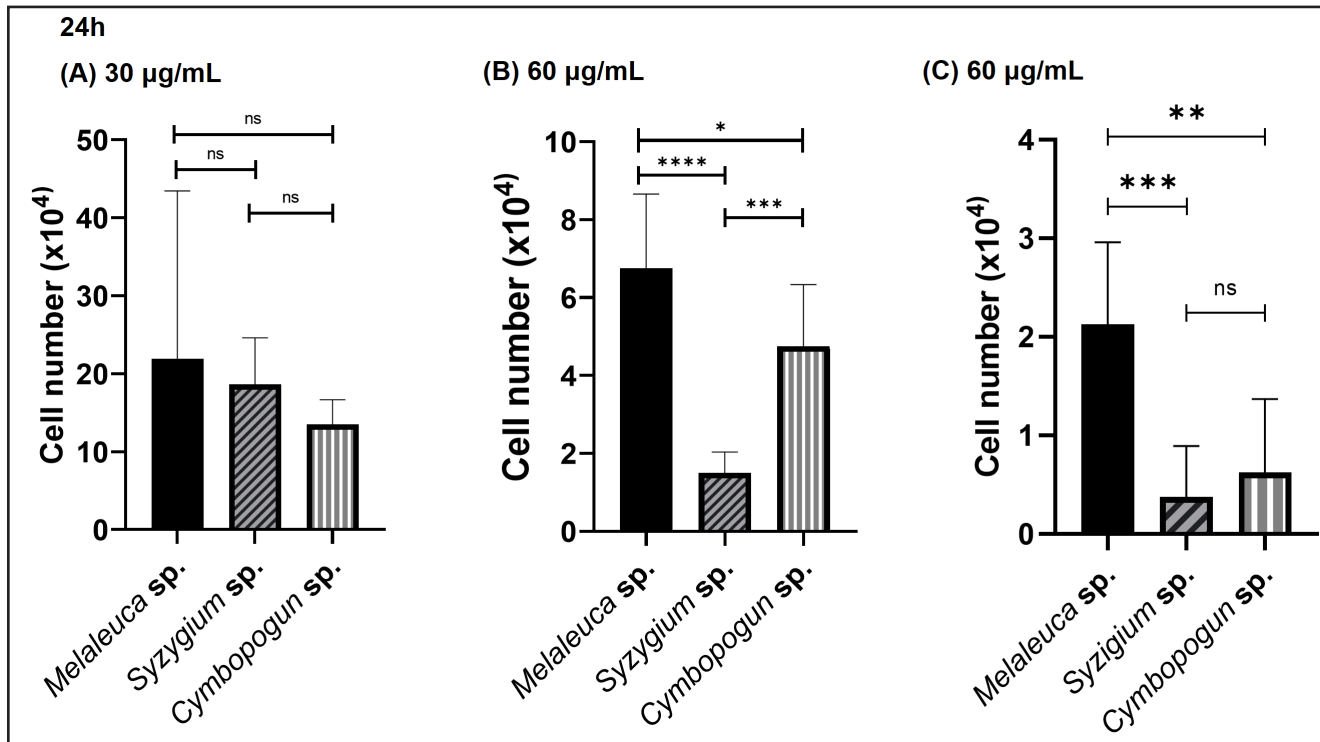 24h
(A) 30 µg/mL
ns
ns
ns
50
40
30
20
10
0
Cell number (x10⁴)
Melaleuca sp.
Syzygium sp.
Cymbopogun sp.
(B) 60 µg/mL
*
****
***
10
8
6
4
2
0
Cell number (x10⁴)
Melaleuca sp.
Syzygium sp.
Cymbopogun sp.
(C) 60 µg/mL
**
***
ns
4
3
2
1
0
Cell number (x10⁴)
Melaleuca sp.
Syzigium sp.
Cymbopogun sp.